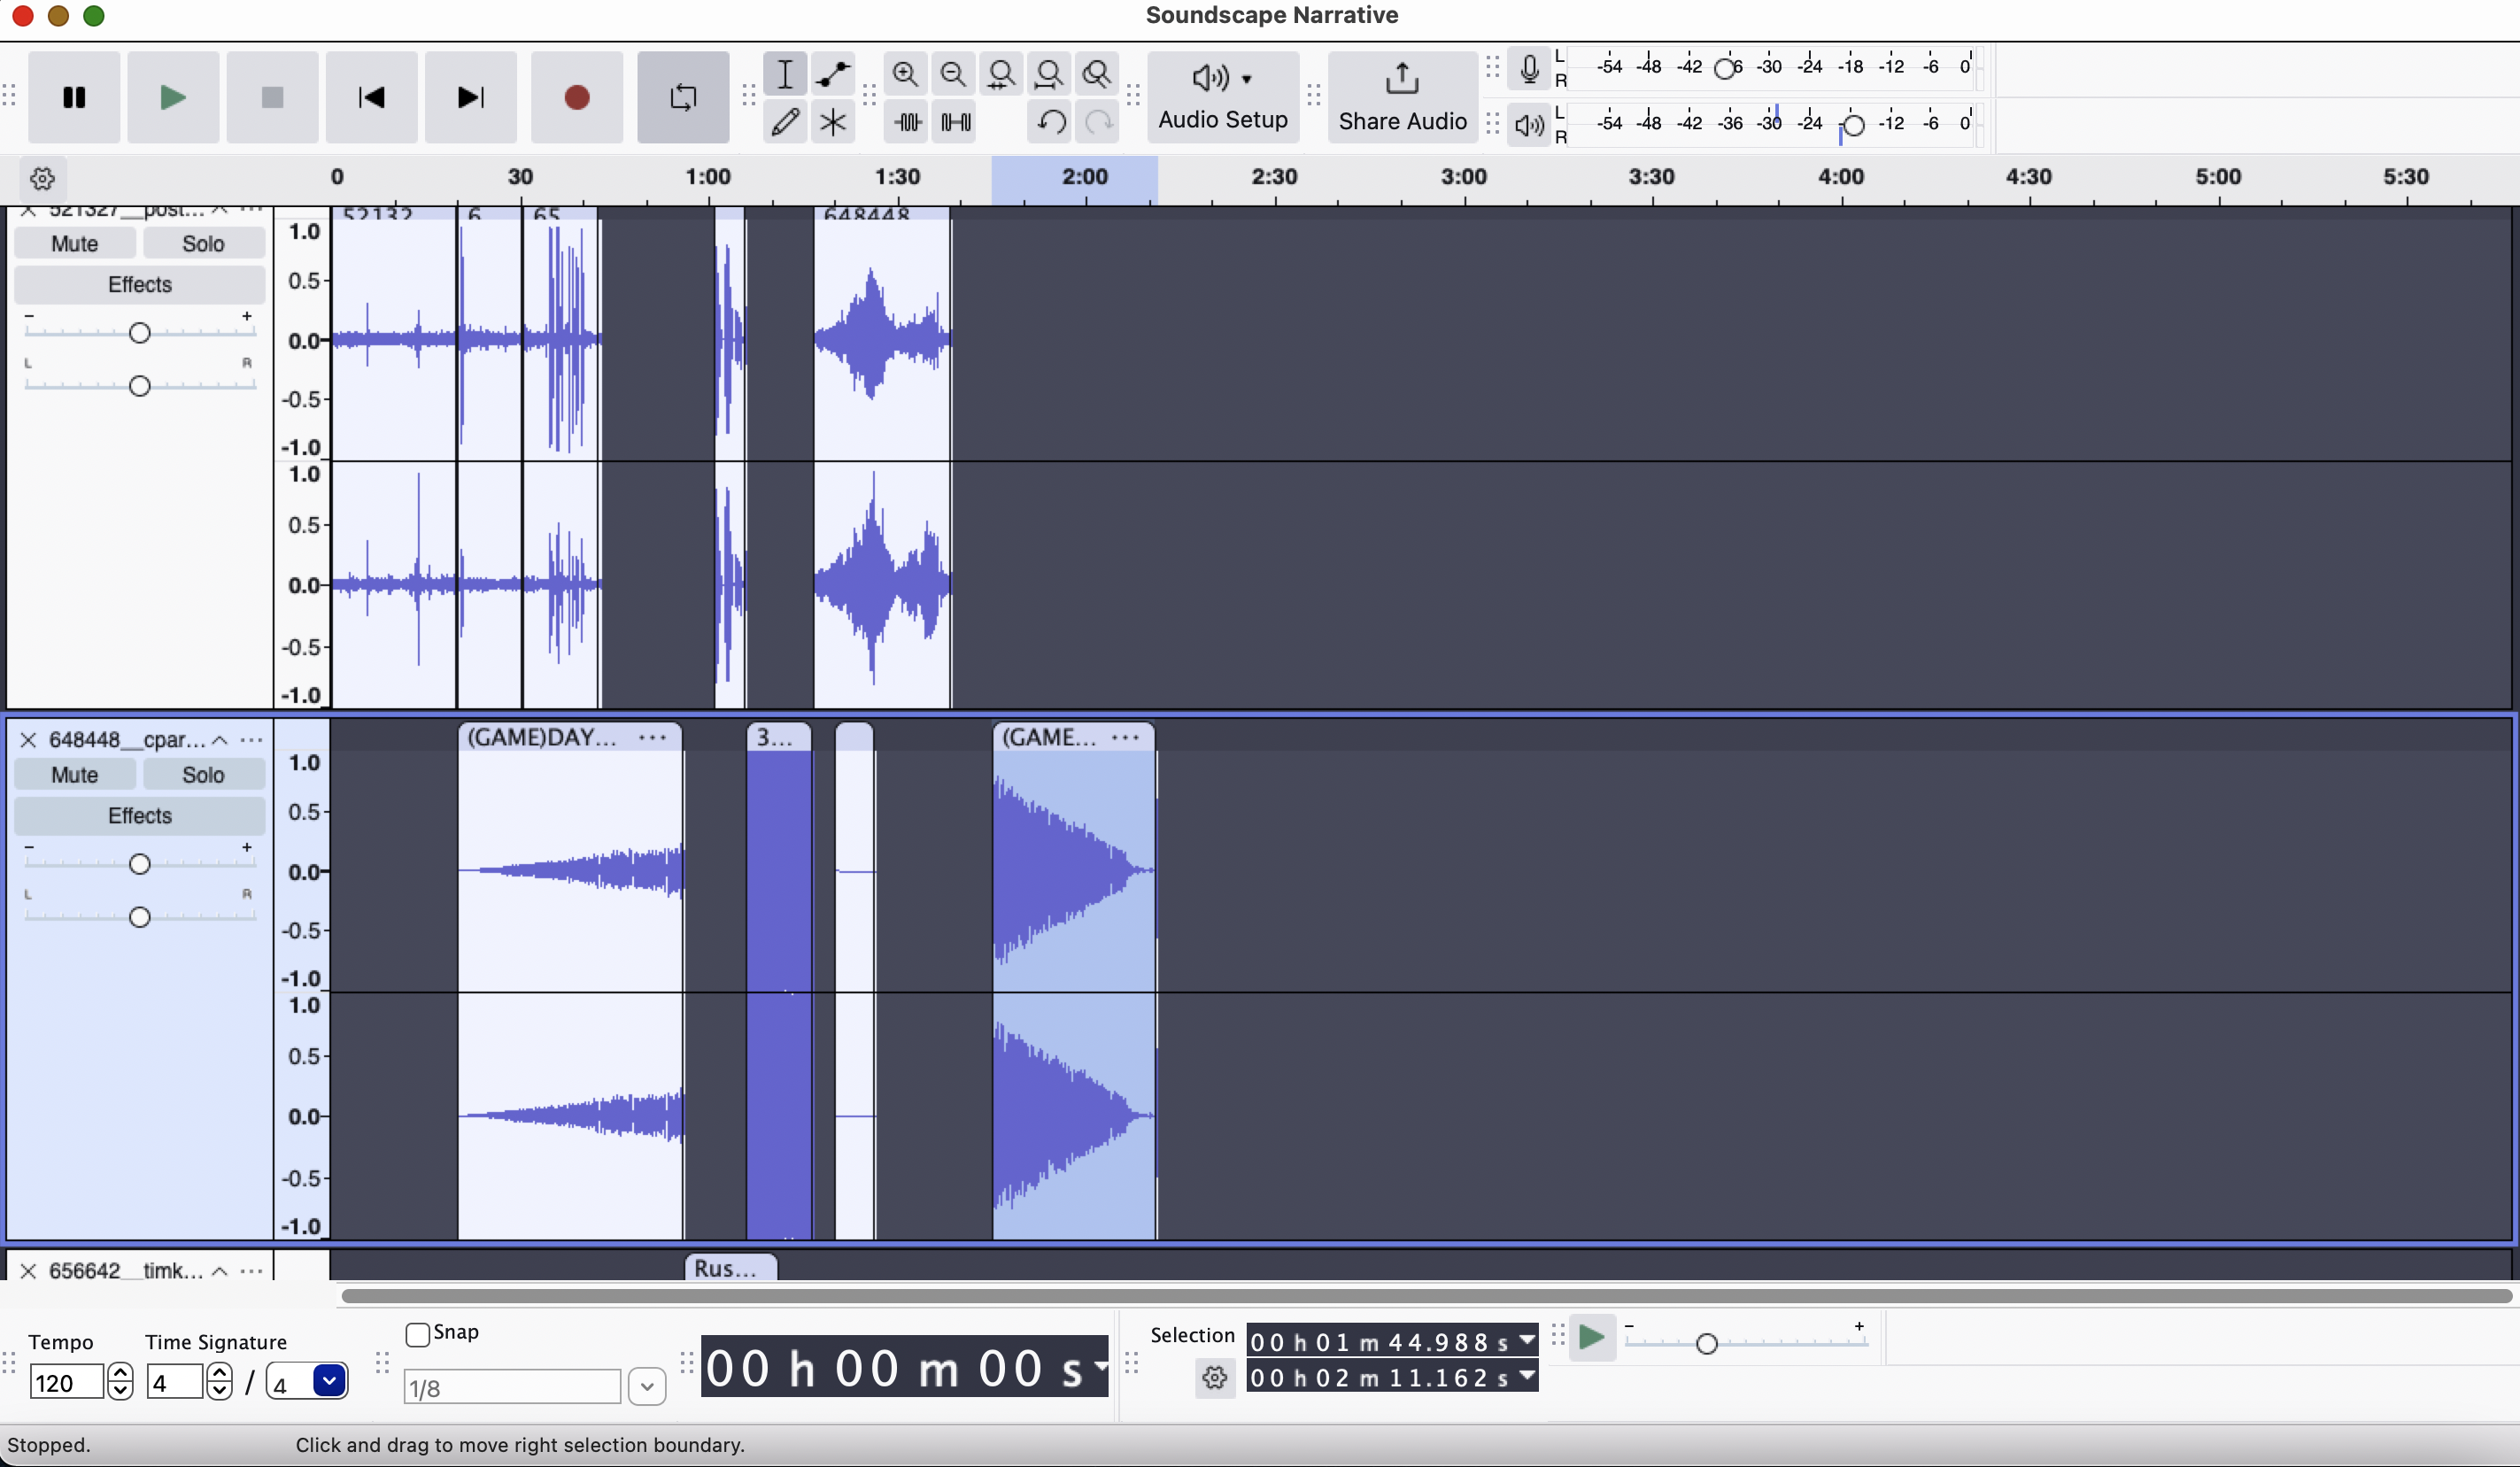 Soundscape Narrative
Audio Setup
Share Audio
L
R
-54 -48 -42 6 -30 -24 -18 -12 -6 0
L
R
-54 -48 -42 -36 -30 -24 -12 -6 0
0 30 1:00 1:30 2:00 2:30 3:00 3:30 4:00 4:30 5:00 5:30
521327__post...
52132 6 65 648448
Mute Solo
Effects
- +
L R
1.0
0.5
0.0
-0.5
-1.0
1.0
0.5
0.0
-0.5
-1.0
648448__cpar...
(GAME)DAY... 3... (GAME...
Mute Solo
Effects
- +
L R
1.0
0.5
0.0
-0.5
-1.0
1.0
0.5
0.0
-0.5
-1.0
656642__timk...
Rus...
Tempo
Time Signature
120
4 / 4
Snap
1/8
00 h 00 m 00 s
Selection
00 h 01 m 44.988 s
00 h 02 m 11.162 s
- +
Stopped.
Click and drag to move right selection boundary.